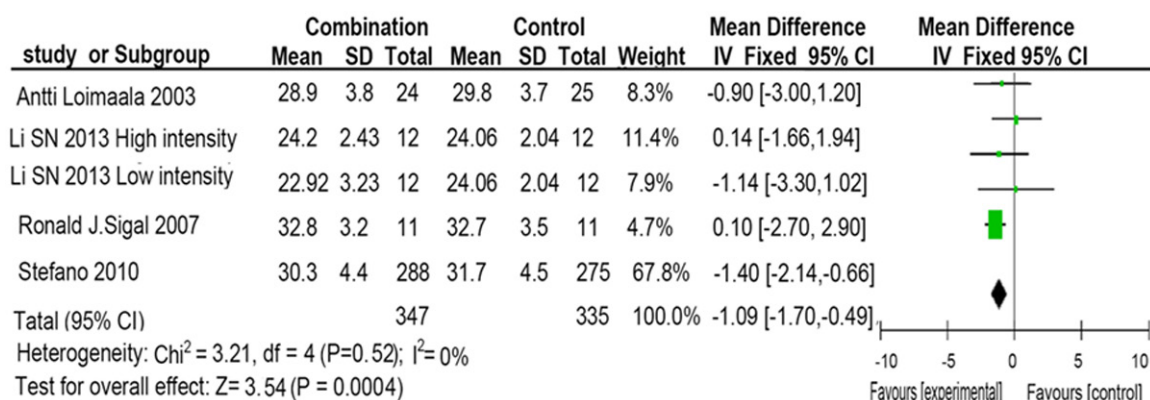 Combination Control Mean Difference Mean Difference
study or Subgroup Mean SD Total Mean SD Total Weight IV Fixed 95% CI IV Fixed 95% CI
Antti Loimaala 2003 28.9 3.8 24 29.8 3.7 25 8.3% -0.90 [-3.00,1.20]
Li SN 2013 High intensity 24.2 2.43 12 24.06 2.04 12 11.4% 0.14 [-1.66,1.94]
Li SN 2013 Low intensity 22.92 3.23 12 24.06 2.04 12 7.9% -1.14 [-3.30,1.02]
Ronald J.Sigal 2007 32.8 3.2 11 32.7 3.5 11 4.7% 0.10 [-2.70, 2.90]
Stefano 2010 30.3 4.4 288 31.7 4.5 275 67.8% -1.40 [-2.14,-0.66]
Tatal (95% CI) 347 335 100.0% -1.09 [-1.70,-0.49]
Heterogeneity: Chi² = 3.21, df = 4 (P=0.52); I²= 0%
Test for overall effect: Z= 3.54 (P = 0.0004)
-10 -5 0 5 10
Favours [experimental] Favours [control]